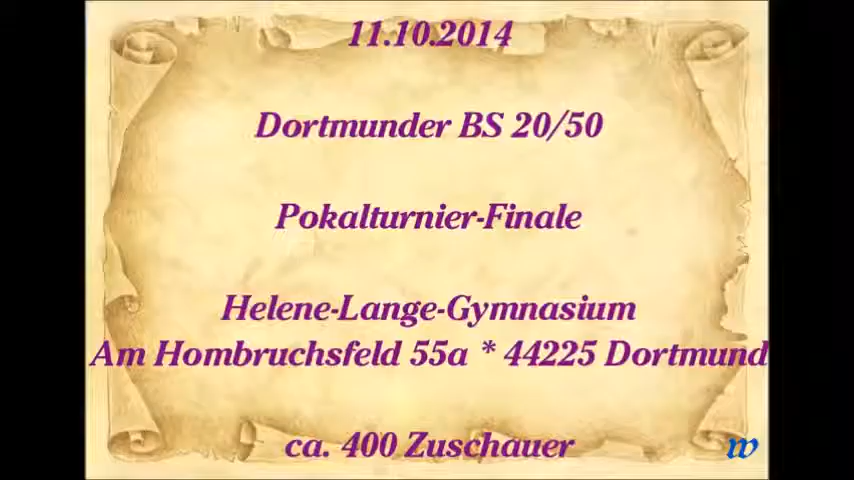 11.10.2014
Dortmunder BS 20/50
Pokalturnier-Finale
Helene-Lange-Gymnasium
Am Hombruchsfeld 55a * 44225 Dortmund
ca. 400 Zuschauer
w